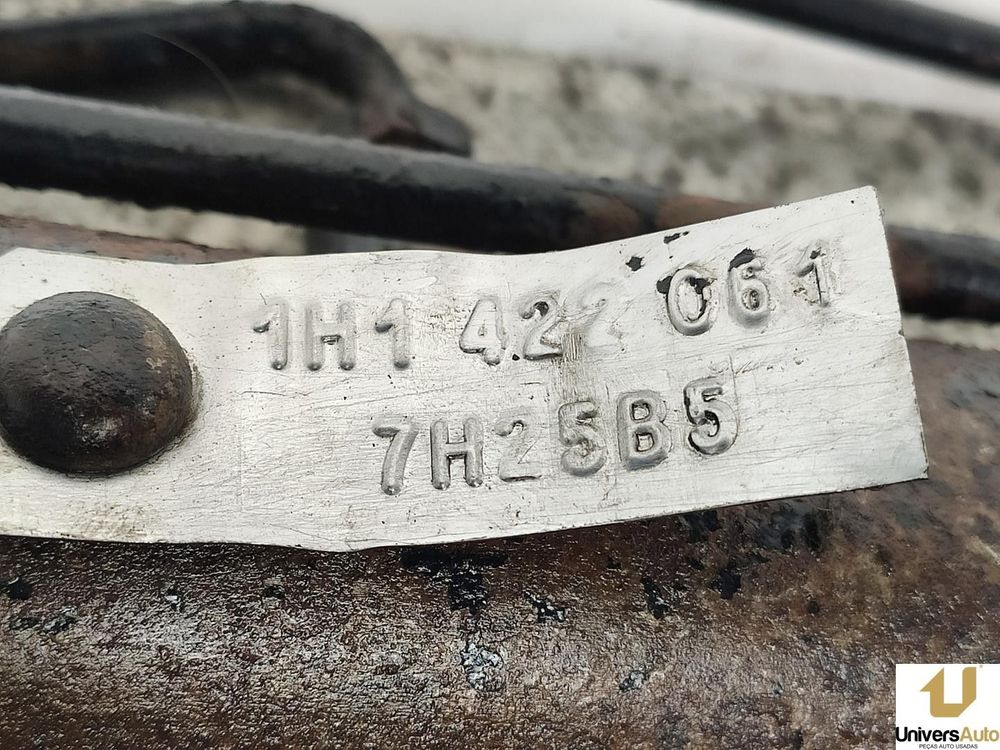 1H1 422 061
7H25B5
UniversAuto
PEÇAS AUTO USADAS